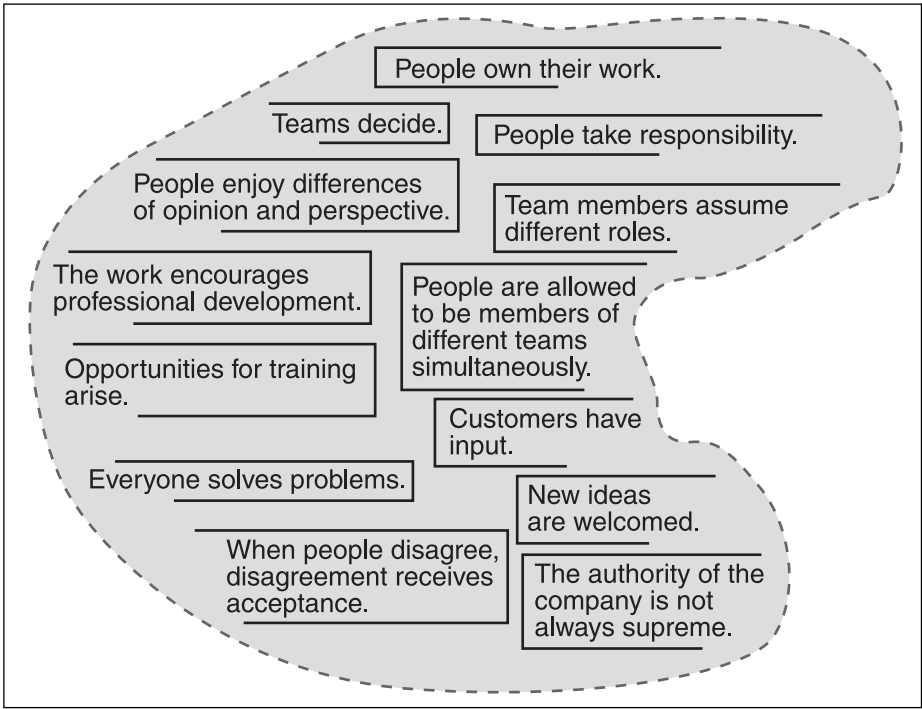 People own their work.
Teams decide.
People take responsibility.
People enjoy differences
of opinion and perspective.
Team members assume
different roles.
The work encourages
professional development.
People are allowed
to be members of
different teams
simultaneously.
Opportunities for training
arise.
Customers have
input.
Everyone solves problems.
New ideas
are welcomed.
When people disagree,
disagreement receives
acceptance.
The authority of the
company is not
always supreme.